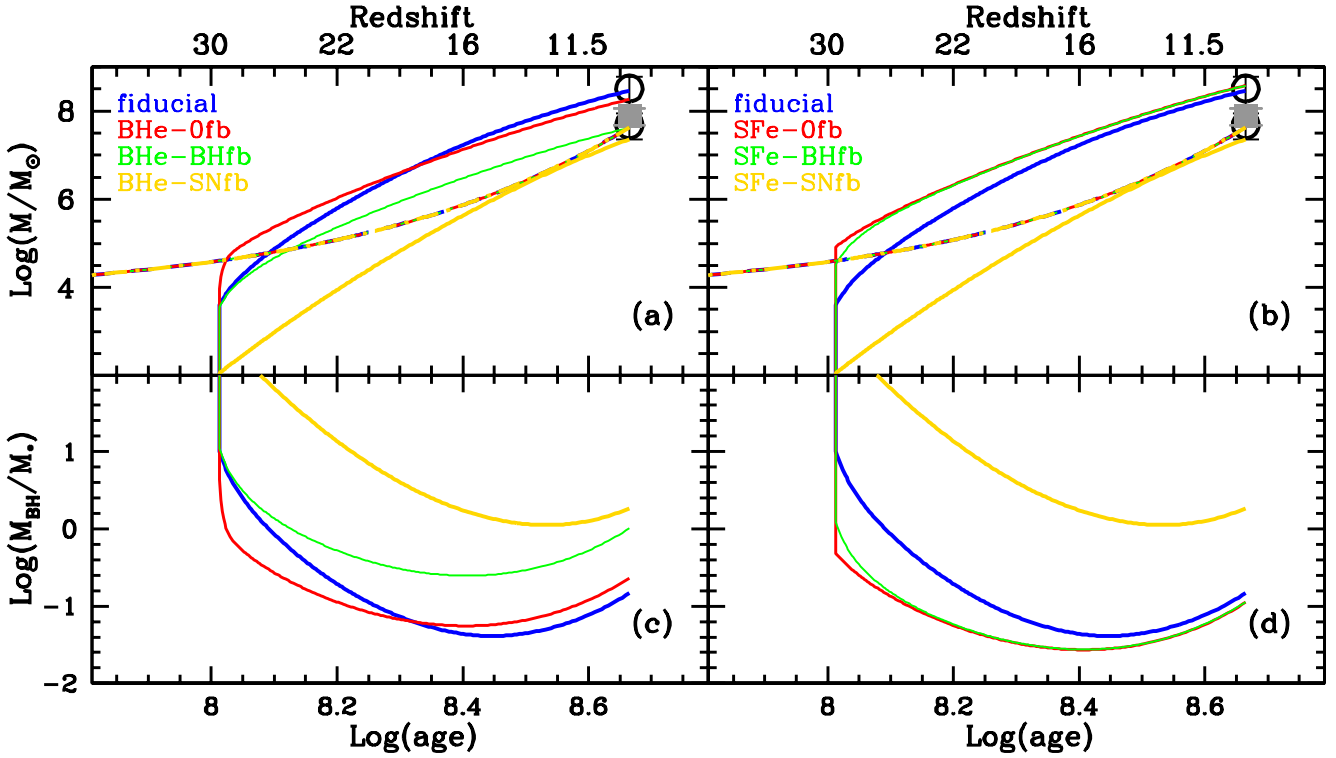 Redshift Redshift
30 22 16 11.5 30 22 16 11.5
8 fiducial fiducial
BHe-0fb SFe-0fb
BHe-BHfb SFe-BHfb
BHe-SNfb SFe-SNfb
6
4
Log(M/M⊙)
(a) (b)
1
0
-1
-2
Log(M_BH/M.)
(c) (d)
8 8.2 8.4 8.6 8 8.2 8.4 8.6
Log(age) Log(age)